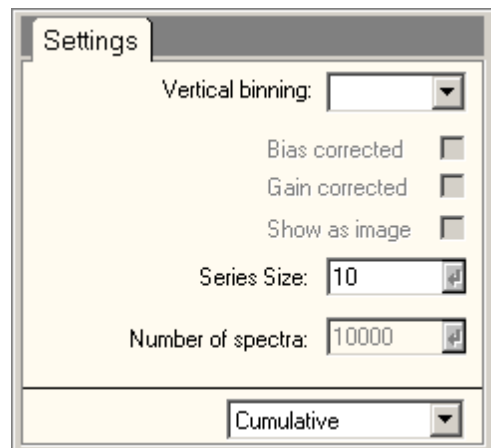 Settings
Vertical binning:
Bias corrected
Gain corrected
Show as image
Series Size: 10
Number of spectra: 10000
Cumulative